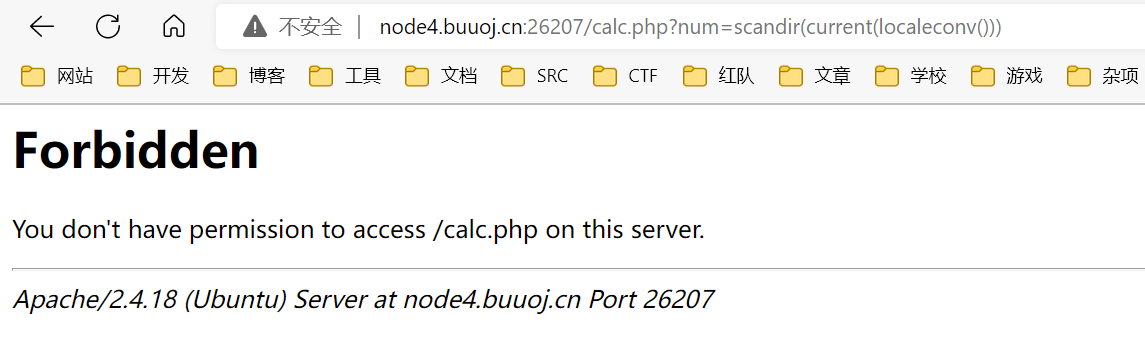 不安全 node4.buuoj.cn:26207/calc.php?num=scandir(current(localeconv()))
网站 开发 博客 工具 文档 SRC CTF 红队 文章 学校 游戏 杂项
Forbidden
You don't have permission to access /calc.php on this server.
Apache/2.4.18 (Ubuntu) Server at node4.buuoj.cn Port 26207